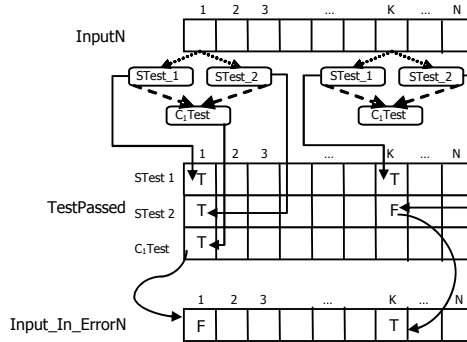 1 2 3 ... K ... N
InputN
STest_1 STest_2 STest_1 STest_2
C₁Test C₁Test
1 2 3 ... K ... N
STest 1 T T
TestPassed
STest 2 T F
C₁Test T
1 2 3 ... K ... N
Input_In_ErrorN F T